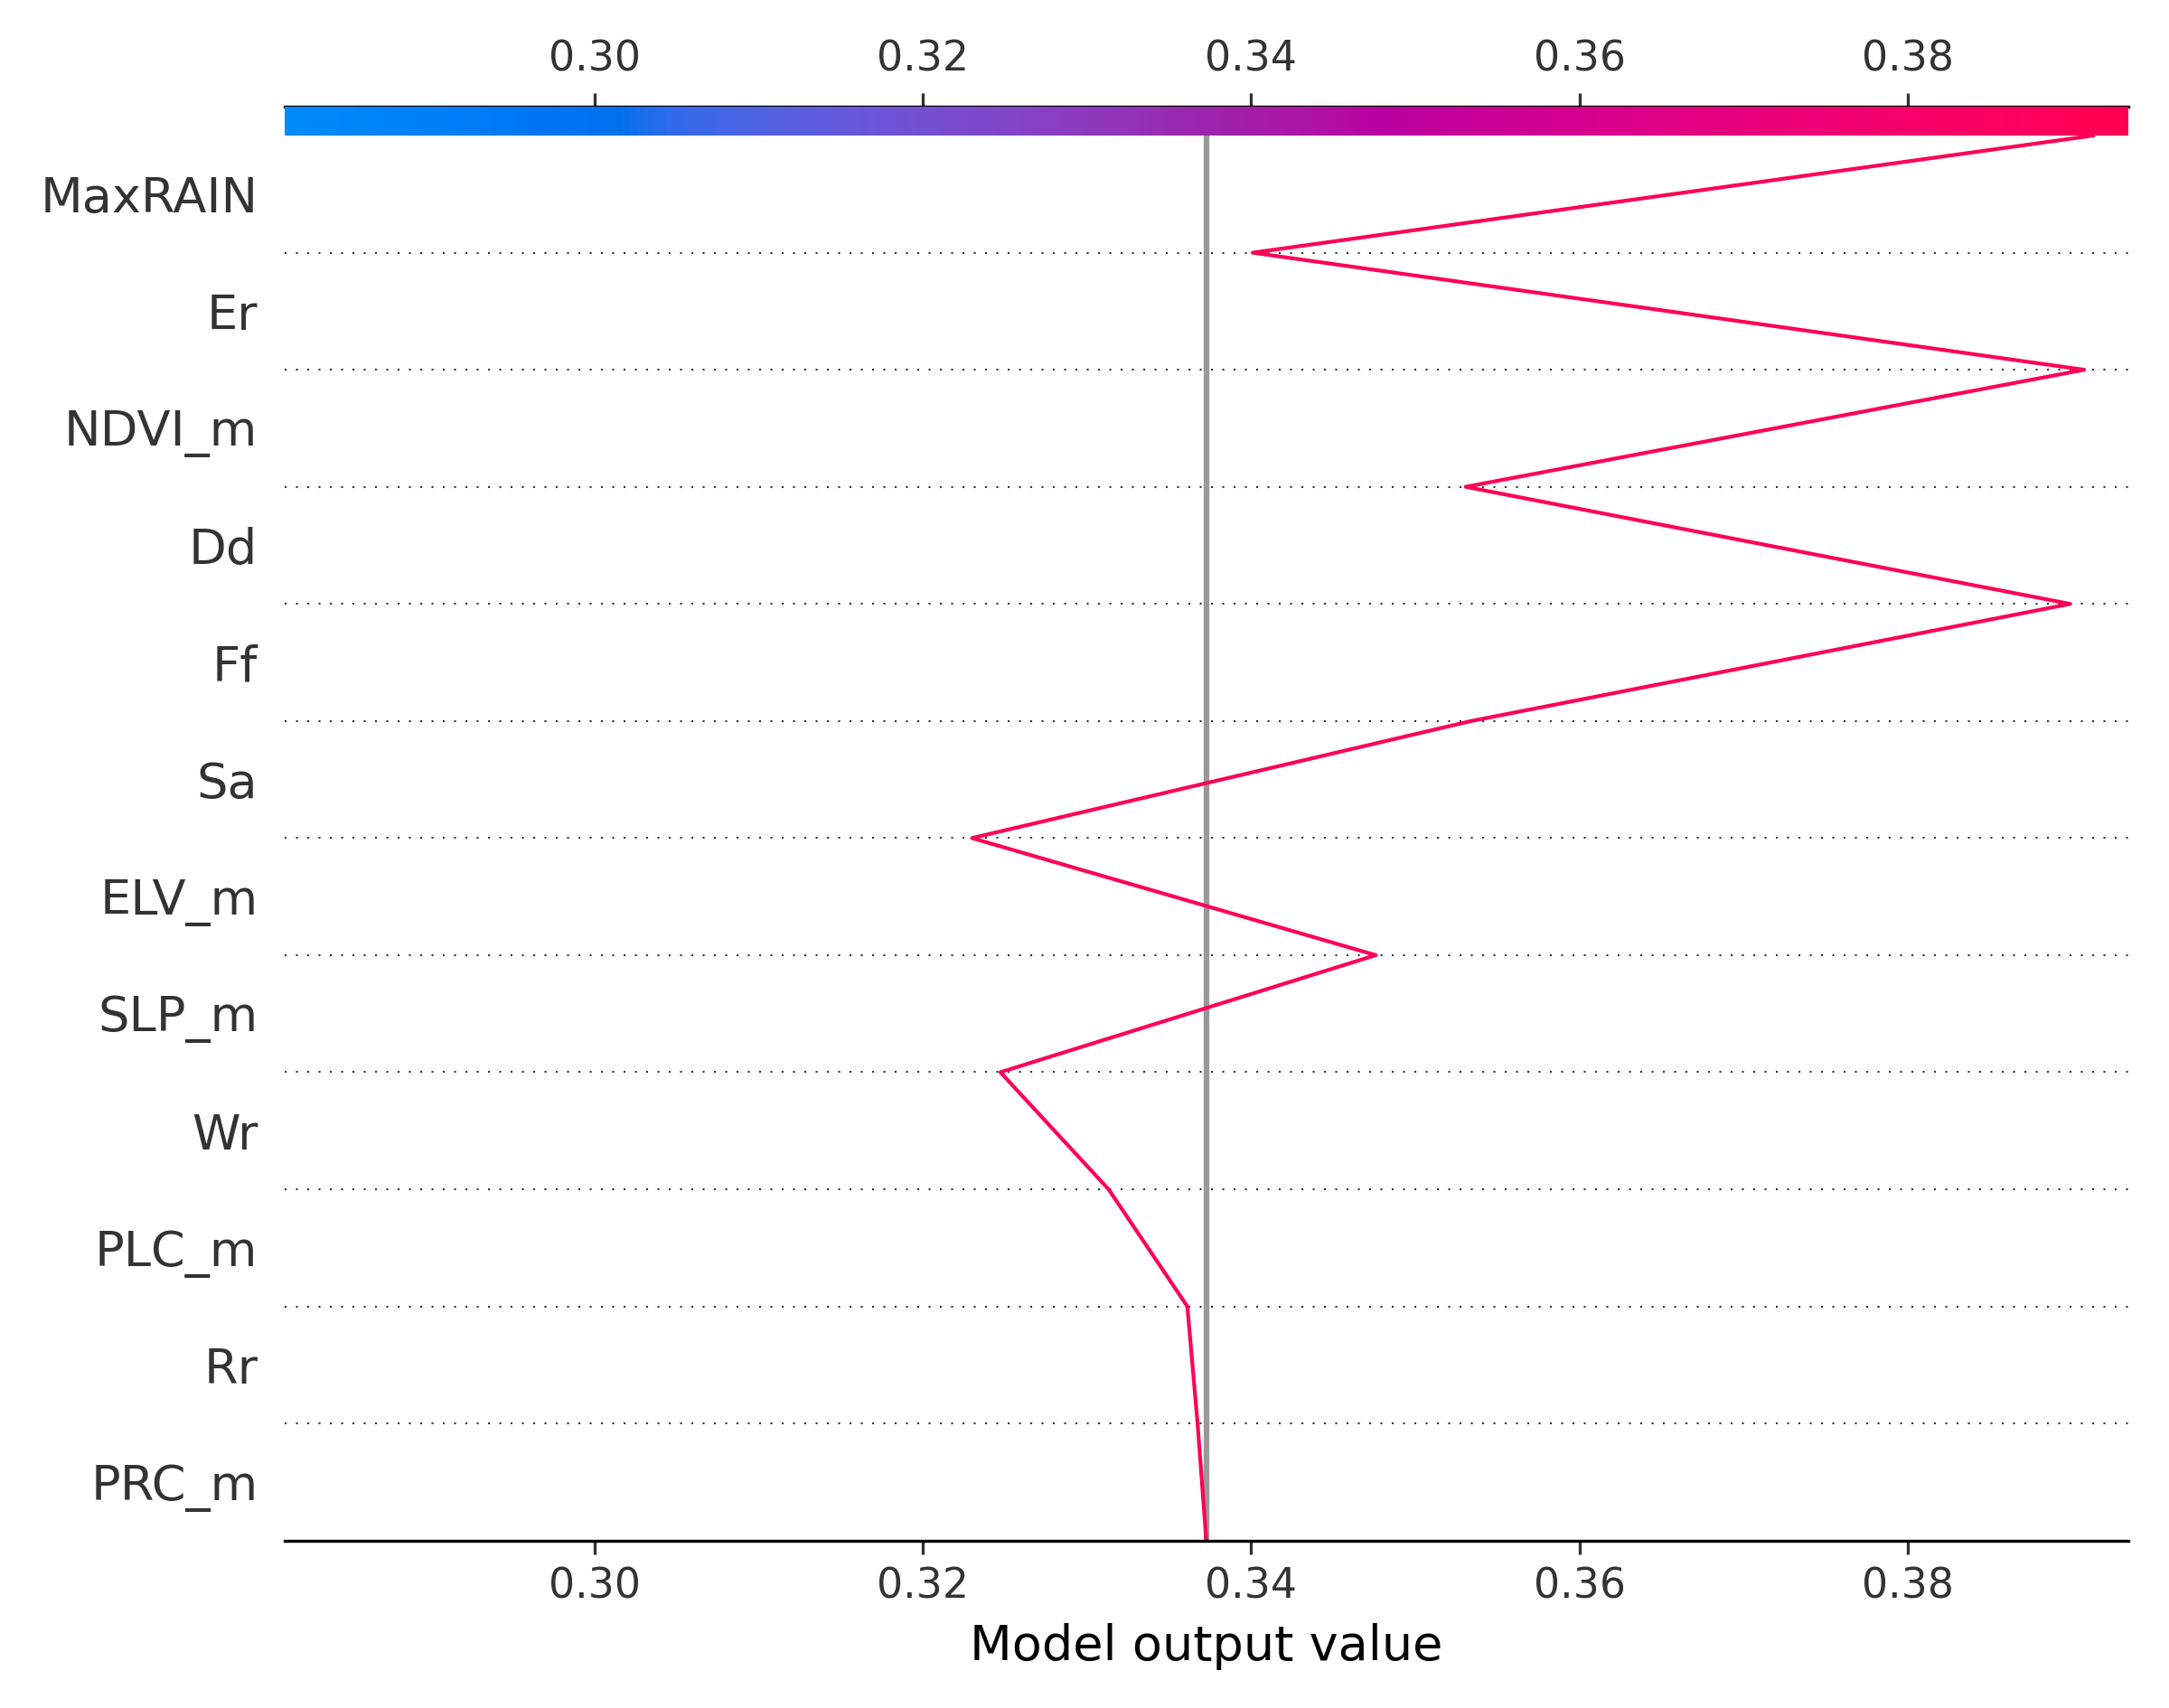 0.30 0.32 0.34 0.36 0.38
MaxRAIN
Er
NDVI_m
Dd
Ff
Sa
ELV_m
SLP_m
Wr
PLC_m
Rr
PRC_m
0.30 0.32 0.34 0.36 0.38
Model output value